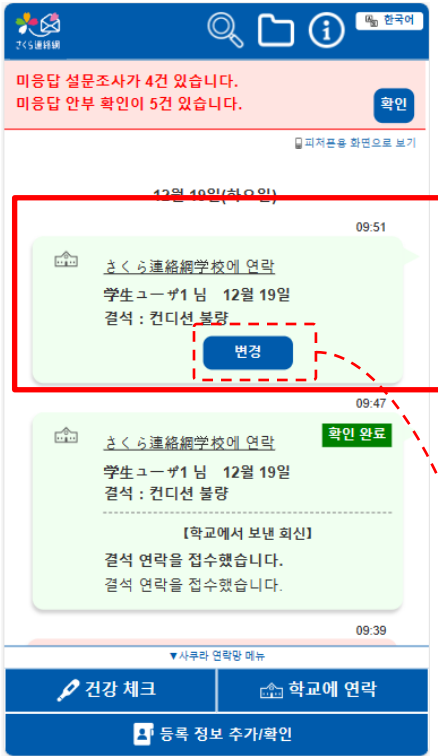 さくら連絡網
한국어
미응답 설문조사가 4건 있습니다.
미응답 안부 확인이 5건 있습니다.
확인
피처폰용 화면으로 보기
12월 19일(화요일)
09:51
さくら連絡網学校에 연락
学生ユーザ1 님 12월 19일
결석 : 컨디션 불량
변경
09:47
확인 완료
さくら連絡網学校에 연락
学生ユーザ1 님 12월 19일
결석 : 컨디션 불량
【학교에서 보낸 회신】
결석 연락을 접수했습니다.
결석 연락을 접수했습니다.
09:39
▼사쿠라 연락망 메뉴
건강 체크
학교에 연락
등록 정보 추가/확인